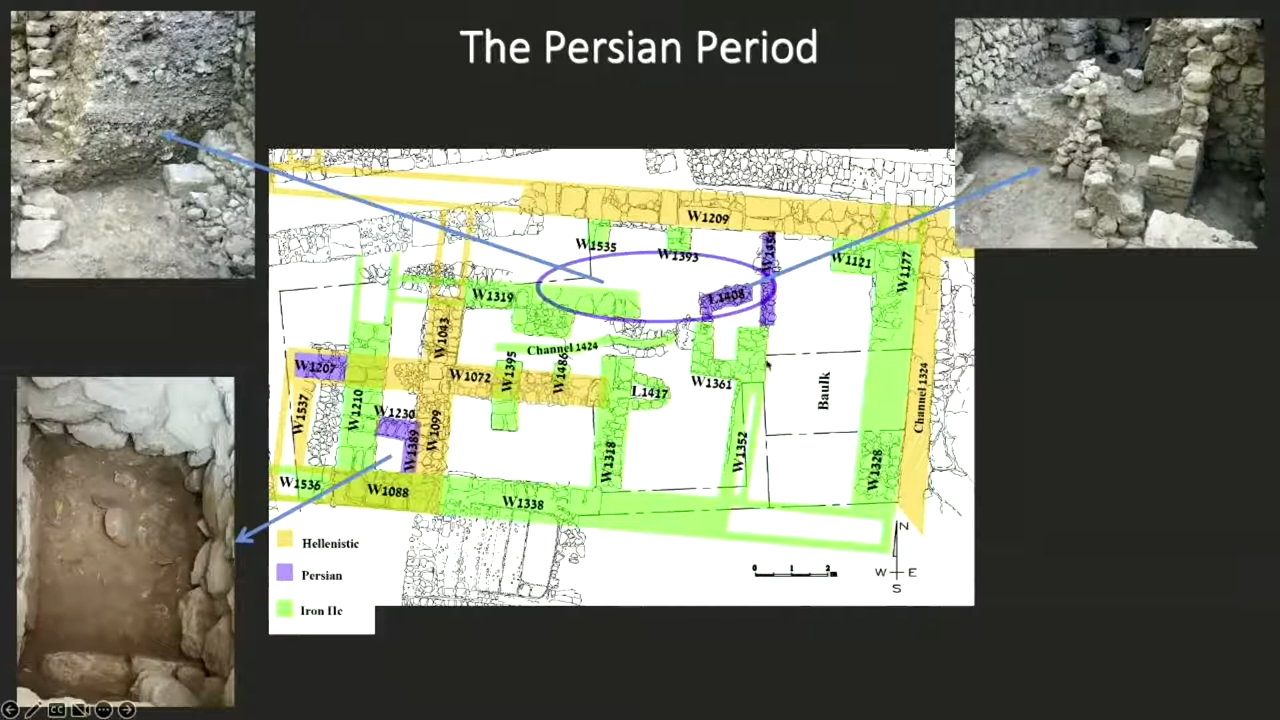 The Persian Period
W1209
W1535
W1393
W1454
W1121
W1177
L1408
W1319
W1043
Channel 1424
W1207
W1072
W1395
W1486
W1361
L1417
Baulk
Channel 1324
W1537
W1210
W1230
W1389
W1099
W1318
W1352
W1328
W1536
W1088
W1338
Hellenistic
Persian
Iron IIc
0 1 2 m
N
W E
S
CC